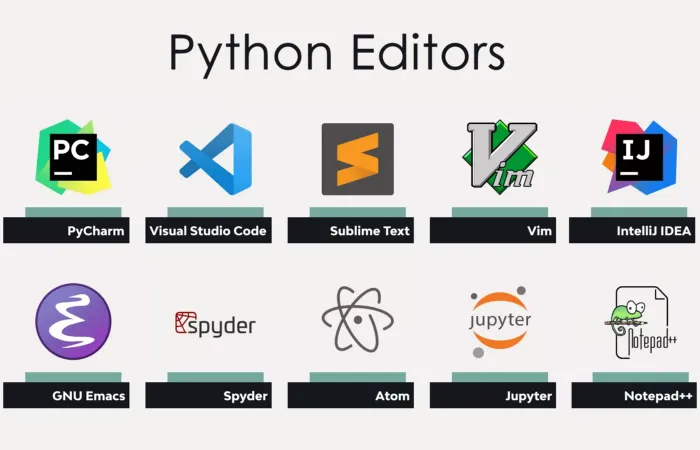 Python Editors
PC
Vim
IJ
PyCharm
Visual Studio Code
Sublime Text
Vim
IntelliJ IDEA
spyder
jupyter
Notepad++
GNU Emacs
Spyder
Atom
Jupyter
Notepad++